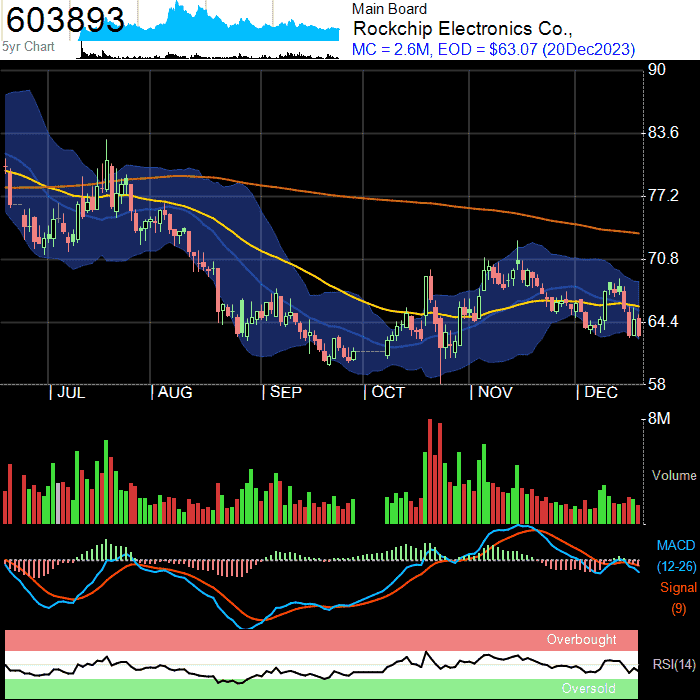 603893
5yr Chart
Main Board
Rockchip Electronics Co.,
MC = 2.6M, EOD = $63.07 (20Dec2023)
90
83.6
77.2
70.8
64.4
58
| JUL | AUG | SEP | OCT | NOV | DEC
8M
Volume
MACD
(12-26)
Signal
(9)
Overbought
RSI(14)
Oversold